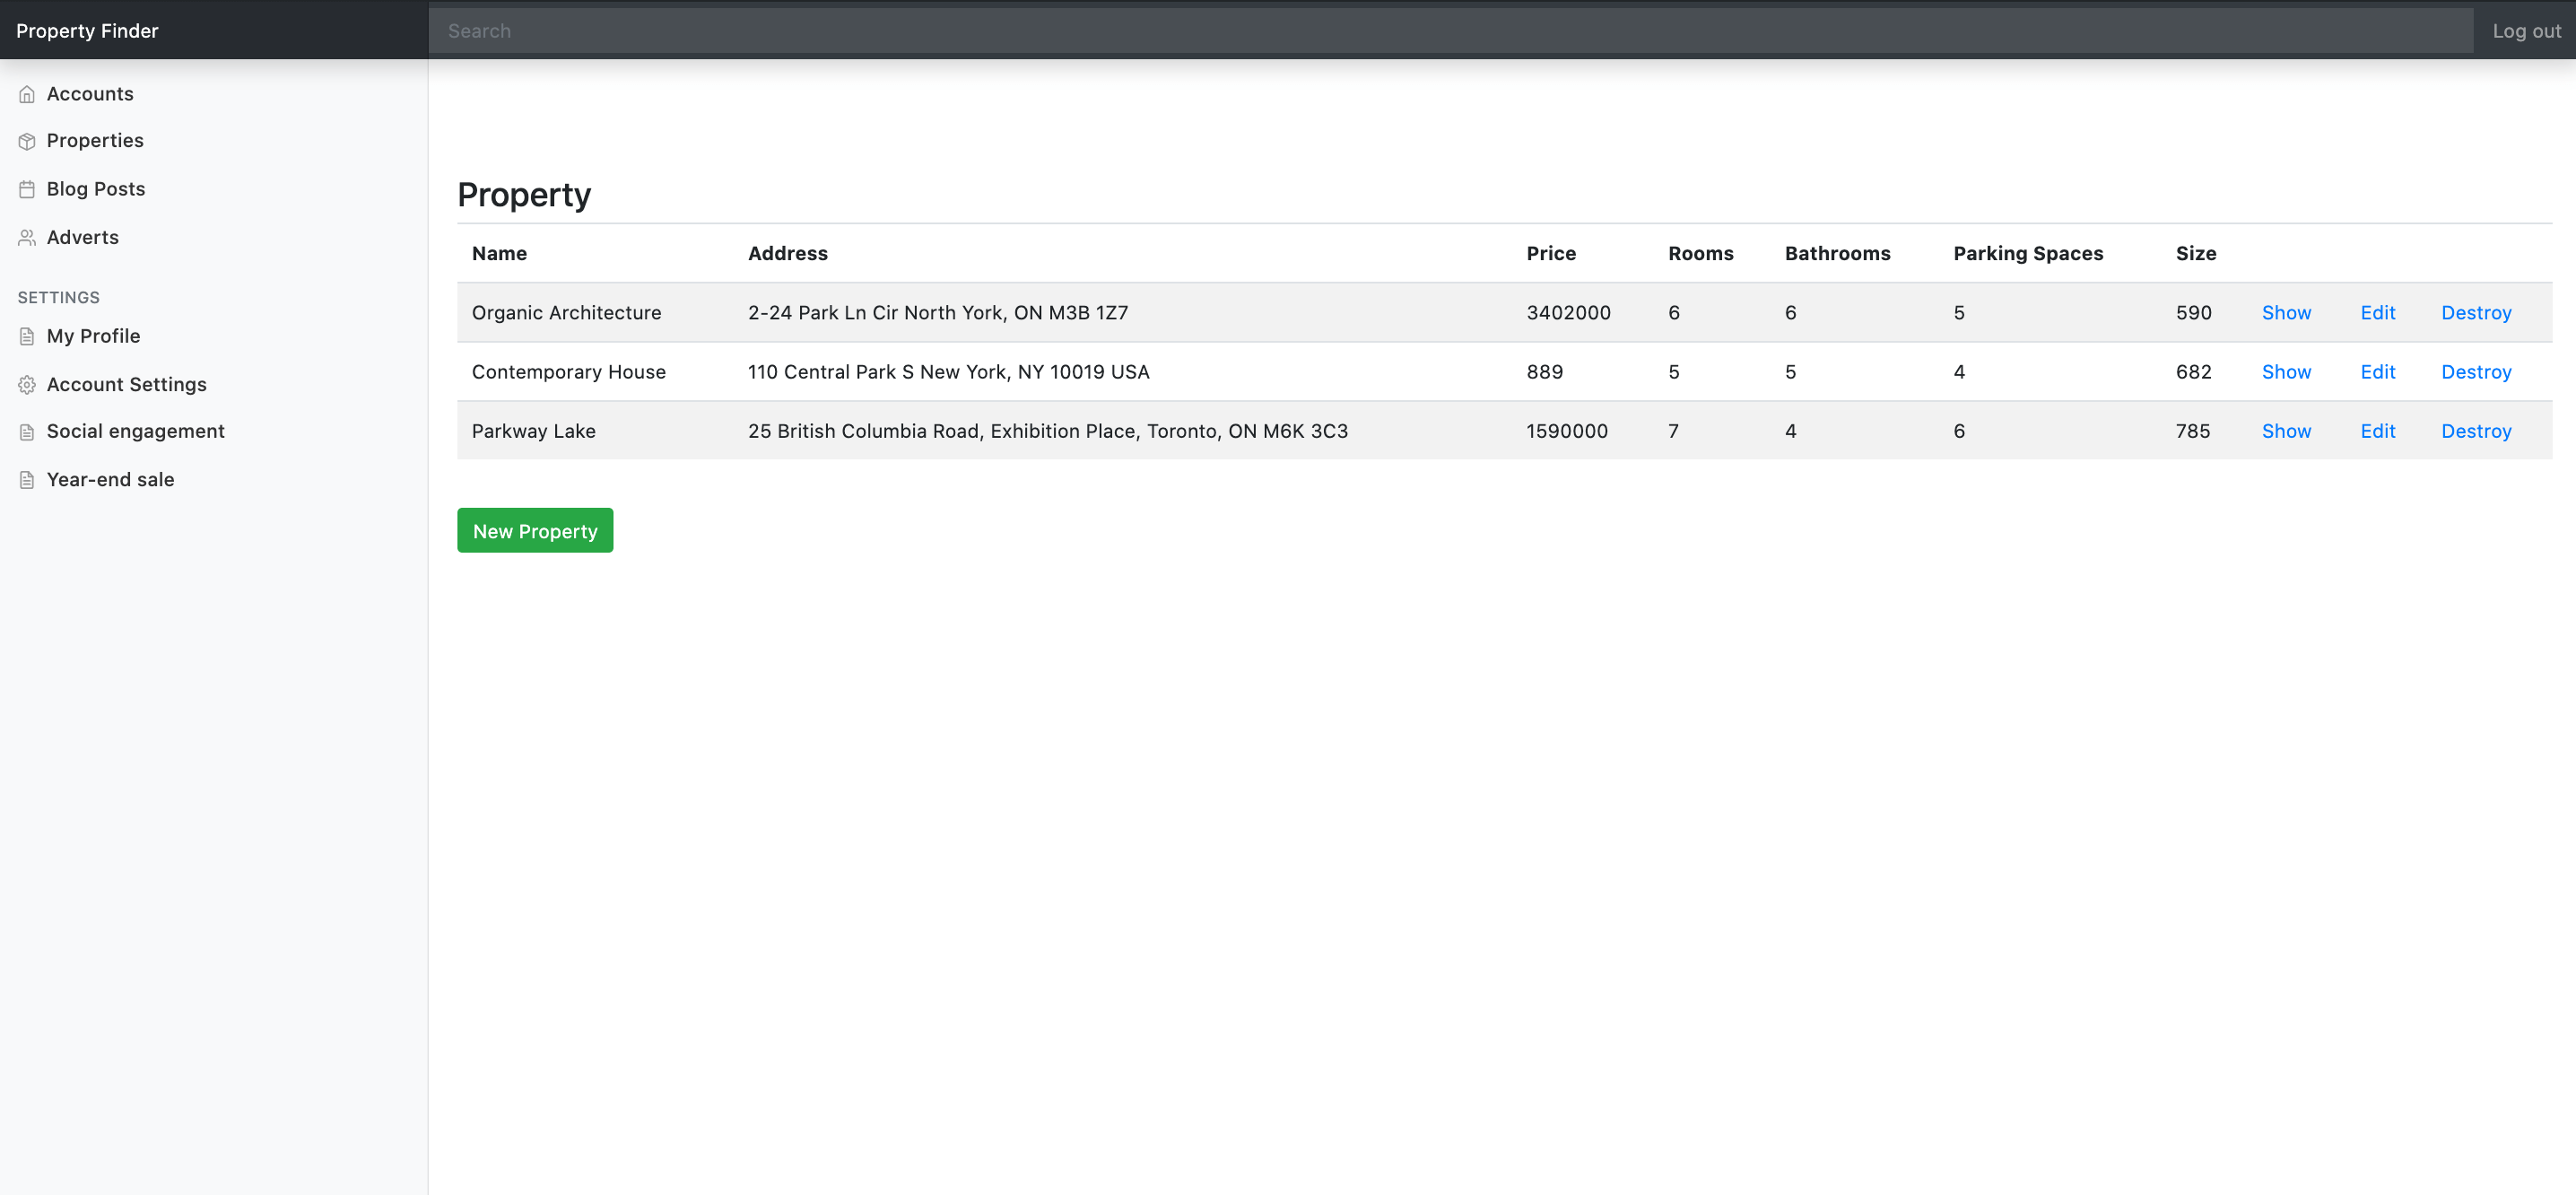 Property Finder
Search
Log out
Accounts
Properties
Blog Posts
Adverts
SETTINGS
My Profile
Account Settings
Social engagement
Year-end sale
Property
Name Address Price Rooms Bathrooms Parking Spaces Size
Organic Architecture 2-24 Park Ln Cir North York, ON M3B 1Z7 3402000 6 6 5 590 Show Edit Destroy
Contemporary House 110 Central Park S New York, NY 10019 USA 889 5 5 4 682 Show Edit Destroy
Parkway Lake 25 British Columbia Road, Exhibition Place, Toronto, ON M6K 3C3 1590000 7 4 6 785 Show Edit Destroy
New Property